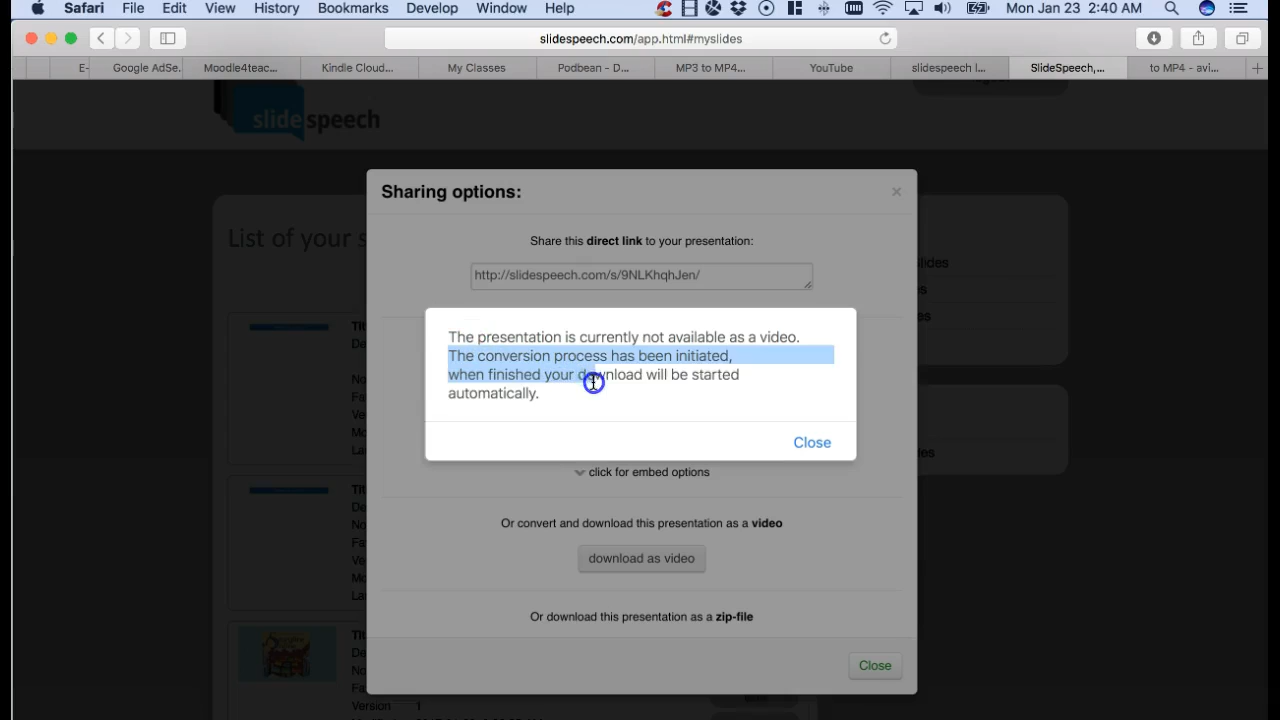 Safari File Edit View History Bookmarks Develop Window Help Mon Jan 23 2:40 AM
slidespeech.com/app.html#myslides
E- Google AdSe. Moodle4teac... Kindle Cloud... My Classes Podbean - D... MP3 to MP4... YouTube slidespeech l... SlideSpeech,... to MP4 - avi...
slidespeech
Sharing options:
List of your s
Share this direct link to your presentation:
http://slidespeech.com/s/9NLKhqhJen/
The presentation is currently not available as a video.
The conversion process has been initiated,
when finished your download will be started
automatically.
Close
click for embed options
Or convert and download this presentation as a video
download as video
Or download this presentation as a zip-file
Close
Version 1